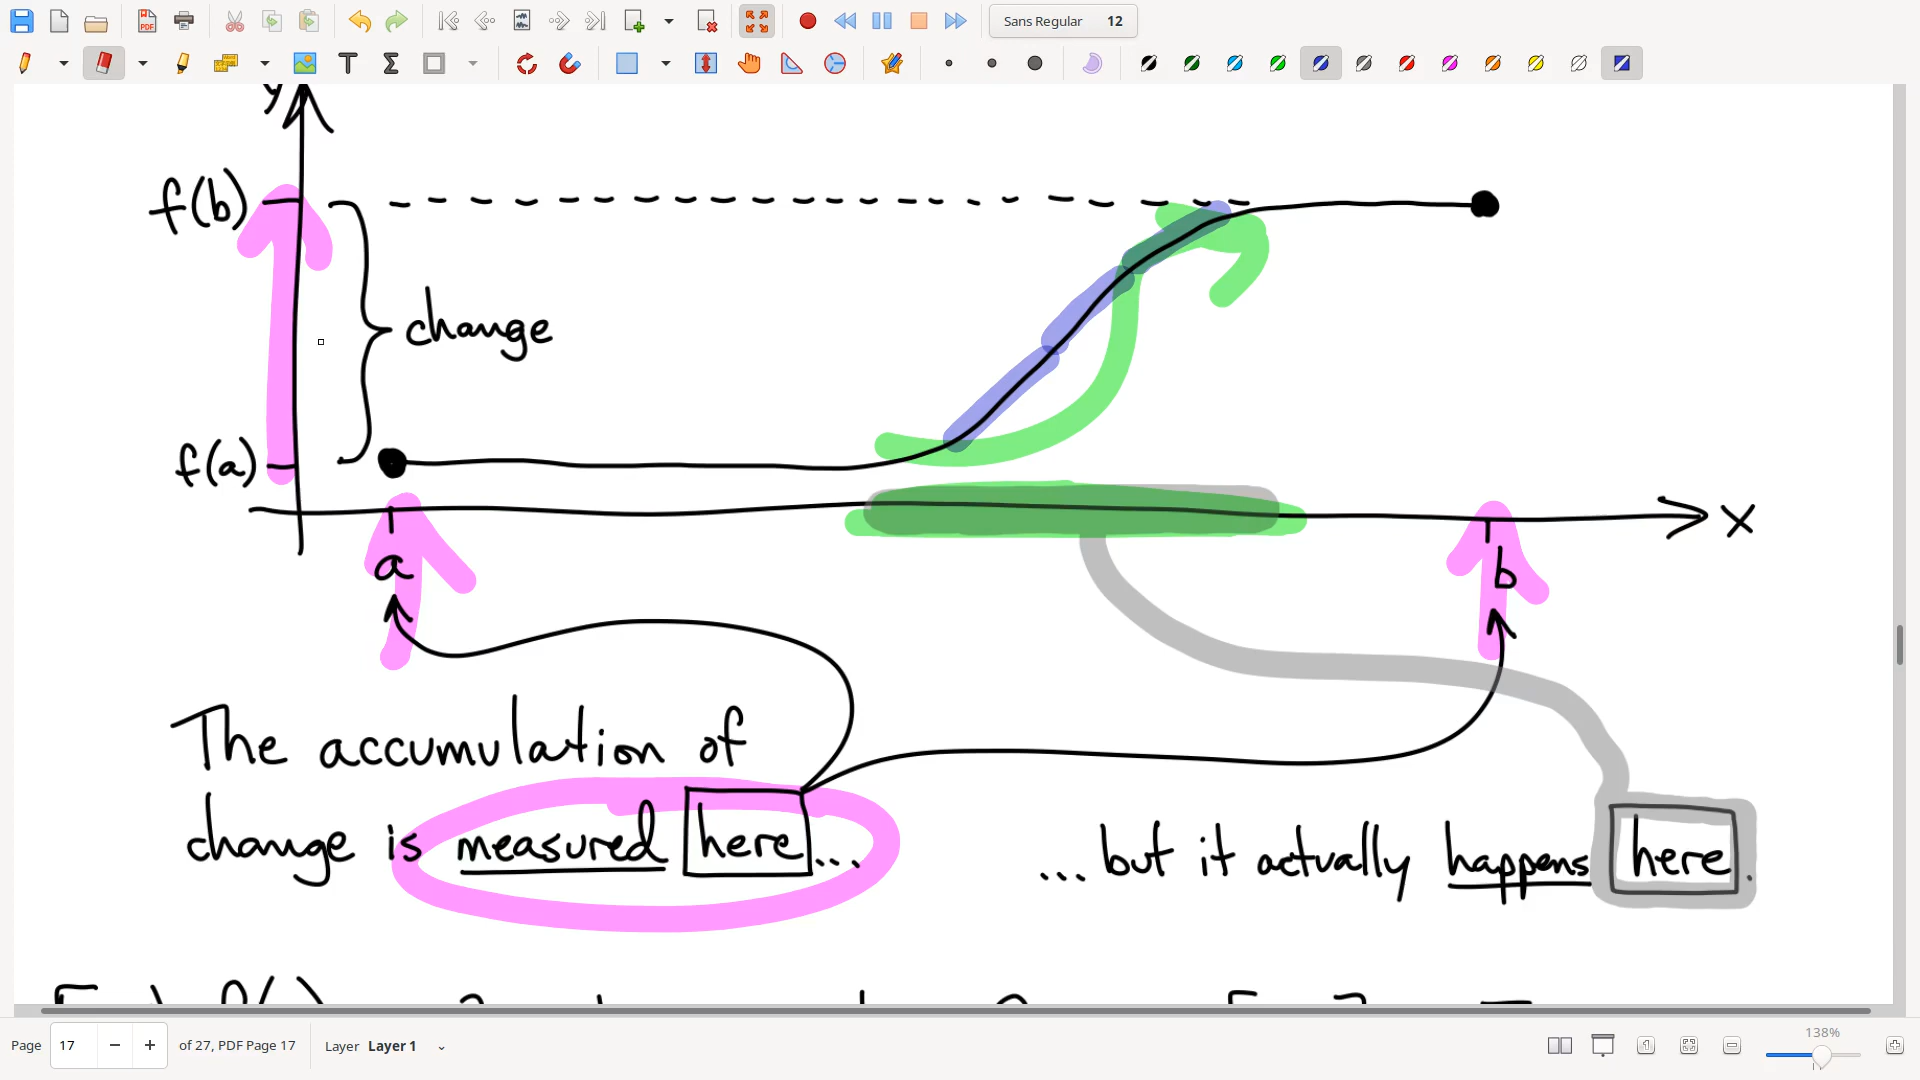 Sans Regular 12
y
f(b)
change
f(a)
x
a
b
The accumulation of
change is measured here...
...but it actually happens here.
Page 17 of 27, PDF Page 17 Layer Layer 1
138%